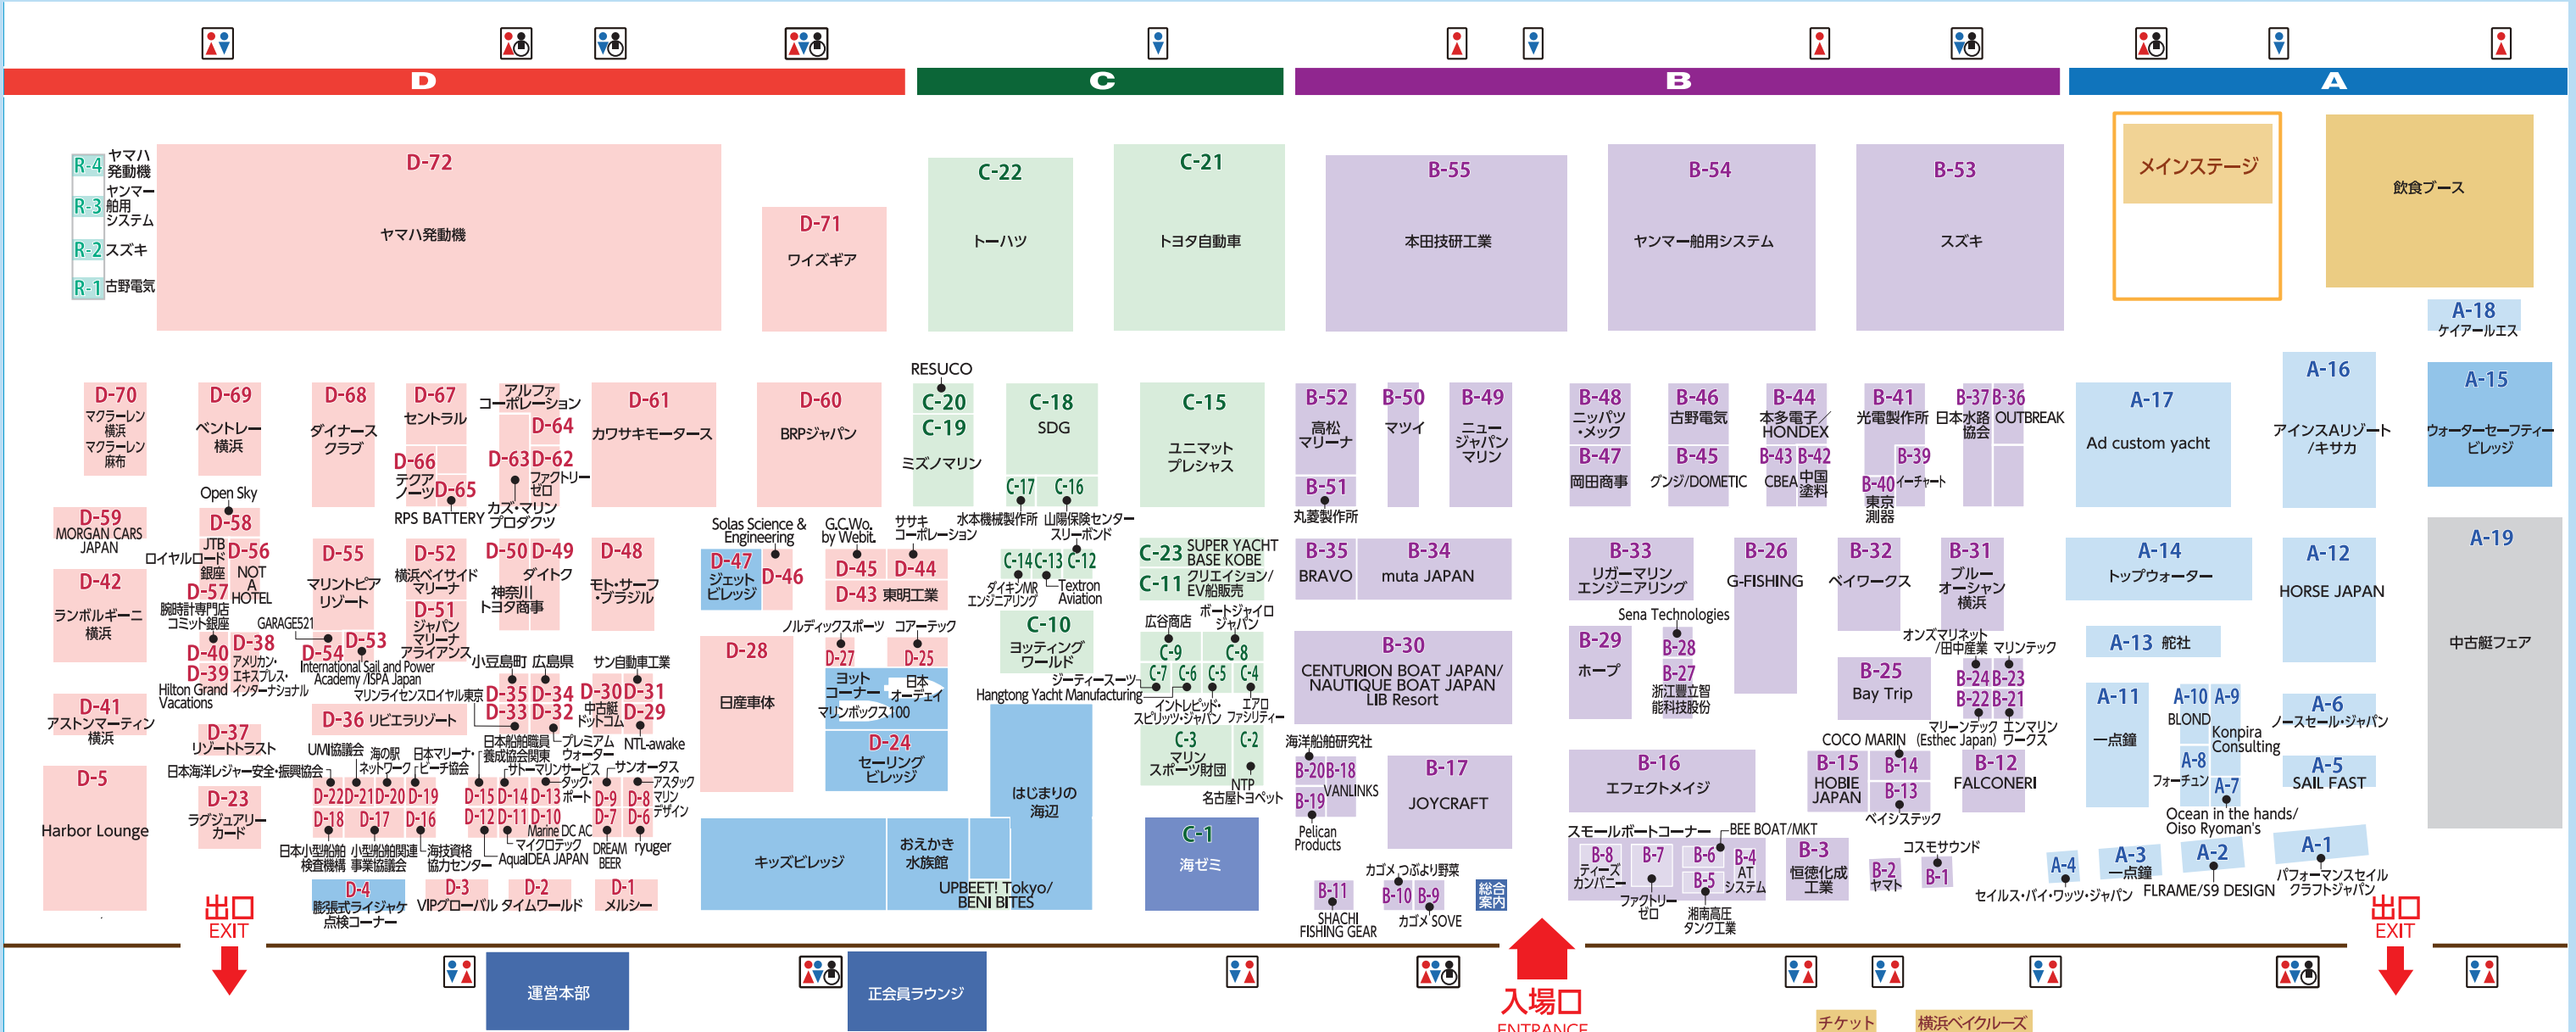 D
C
B
A
R-4
ヤマハ
発動機
R-3
ヤンマー
舶用
システム
R-2
スズキ
R-1
古野電気
D-72
ヤマハ発動機
D-71
ワイズギア
C-22
トーハツ
C-21
トヨタ自動車
B-55
本田技研工業
B-54
ヤンマー舶用システム
B-53
スズキ
メインステージ
飲食ブース
A-18
ケイアールエス
D-70
マクラーレン
横浜
マクラーレン
麻布
D-69
ベントレー
横浜
D-68
ダイナース
クラブ
D-67
セントラル
アルファ
コーポレーション
D-64
D-66
テクア
ノーツ
D-65
RPS BATTERY
D-63
カズ・マリン
プロダクツ
D-62
ファクトリー
ゼロ
D-61
カワサキモータース
D-60
BRPジャパン
RESUCO
C-20
C-19
ミズノマリン
C-18
SDG
C-17
水本機械製作所
C-16
山陽保険センター
スリーボンド
C-15
ユニマット
プレシャス
B-52
高松
マリーナ
B-51
丸菱製作所
B-50
マツイ
B-49
ニュー
ジャパン
マリン
B-48
ニッパツ
・メック
B-47
岡田商事
B-46
古野電気
B-45
グンジ/DOMETIC
B-44
本多電子／
HONDEX
B-43
CBEA
B-42
中国
塗料
B-41
光電製作所
B-40
東京
測器
B-39
イーチャート
B-37
日本水路
協会
B-36
OUTBREAK
A-17
Ad custom yacht
A-16
アインスAリゾート
/キサカ
A-15
ウォーターセーフティー
ビレッジ
D-59
MORGAN CARS
JAPAN
Open Sky
D-58
JTB
ロイヤルロード
銀座
D-57
腕時計専門店
コミット銀座
D-56
NOT
A
HOTEL
D-55
マリントピア
リゾート
GARAGE521
D-54
D-53
International Sail and Power
Academy /ISPA Japan
D-52
横浜ベイサイド
マリーナ
D-51
ジャパン
マリーナ
アライアンス
D-50
神奈川
トヨタ商事
D-49
ダイトク
D-48
モト・サーフ
・ブラジル
Solas Science &
Engineering
D-47
ジェット
ビレッジ
D-46
G.C.Wo.
by Webit.
D-45
ササキ
コーポレーション
D-44
D-43 東明工業
C-14
ダイキンMR
エンジニアリング
C-13
Textron
Aviation
C-12
C-23 SUPER YACHT
BASE KOBE
C-11 クリエイション/
EV船販売
B-35
BRAVO
B-34
muta JAPAN
B-33
リガーマリン
エンジニアリング
B-26
G-FISHING
B-32
ベイワークス
B-31
ブルー
オーシャン
横浜
A-14
トップウォーター
A-12
HORSE JAPAN
A-19
中古艇フェア
D-42
ランボルギーニ
横浜
D-40
D-39
Hilton Grand
Vacations
D-38
アメリカン・
エキスプレス・
インターナショナル
D-41
アストンマーティン
横浜
D-37
リゾートトラスト
D-36 リビエラリゾート
小豆島町
D-35
広島県
D-34
マリンライセンスロイヤル東京
D-33
日本船舶職員
養成協会関東
D-32
プレミアム
ウォーター
サン自動車工業
D-31
D-30
中古艇
ドットコム
D-29
NTL-awake
D-28
日産車体
ノルディックスポーツ
D-27
コアーテック
D-25
ヨット
コーナー
マリンボックス100
日本
オーデェイ
D-24
セーリング
ビレッジ
C-10
ヨッティング
ワールド
広谷商店
C-9
ボートジャイロ
ジャパン
C-8
ジーティースーツ
C-7
Hangtong Yacht Manufacturing
C-6
C-5
イントレピッド・
スピリッツ・ジャパン
C-4
エアロ
ファシリティー
C-3
マリン
スポーツ財団
C-2
NTP
名古屋トヨペット
B-30
CENTURION BOAT JAPAN/
NAUTIQUE BOAT JAPAN
LIB Resort
B-29
ホープ
Sena Technologies
B-28
B-27
浙江豊立智
能科技股份
B-25
Bay Trip
オンズマリネット
/田中産業
B-24
マリンテック
B-23
B-22
マリーンテック
(Esthec Japan)
B-21
エンマリン
ワークス
A-13 舵社
A-11
一点鐘
A-10
BLOND
A-9
Konpira
Consulting
A-8
フォーチュン
A-7
Ocean in the hands/
Oiso Ryoman's
A-6
ノースセール・ジャパン
A-5
SAIL FAST
D-5
Harbor Lounge
D-23
ラグジュアリー
カード
日本海洋レジャー安全・振興協会
D-22
UMI協議会
D-21
海の駅
ネットワーク
D-20
日本マリーナ・
ビーチ協会
D-19
D-18
日本小型船舶
検査機構
D-17
小型船舶関連
事業協議会
D-16
海技資格
協力センター
D-15
サトーマリンサービス
D-14
D-13
タック・
ポート
D-12
AquaIDEA JAPAN
D-11
マイクロテック
D-10
Marine DC AC
サンオータス
D-9
D-8
アスタック
マリン
デザイン
D-7
DREAM
BEER
D-6
ryuger
D-4
膨張式ライジャケ
点検コーナー
D-3
VIPグローバル
D-2
タイムワールド
D-1
メルシー
キッズビレッジ
おえかき
水族館
はじまりの
海辺
UPBEET! Tokyo/
BENI BITES
C-1
海ゼミ
海洋船舶研究社
B-20
B-18
VANLINKS
B-19
Pelican
Products
B-17
JOYCRAFT
B-16
エフェクトメイジ
COCO MARIN
B-15
HOBIE
JAPAN
B-14
B-13
ベイシステック
B-12
FALCONERI
B-11
SHACHI
FISHING GEAR
カゴメ つぶより野菜
B-10
B-9
カゴメ SOVE
総合
案内
スモールボートコーナー
B-8
ティーズ
カンパニー
B-7
ファクトリー
ゼロ
BEE BOAT/MKT
B-6
B-5
湘南高圧
タンク工業
B-4
AT
システム
B-3
恒徳化成
工業
B-2
ヤマト
コスモサウンド
B-1
A-4
セイルス・バイ・ワッツ・ジャパン
A-3
一点鐘
A-2
FLRAME/S9 DESIGN
A-1
パフォーマンスセイル
クラフトジャパン
出口
EXIT
出口
EXIT
運営本部
正会員ラウンジ
入場口
ENTRANCE
チケット
横浜ベイクルーズ